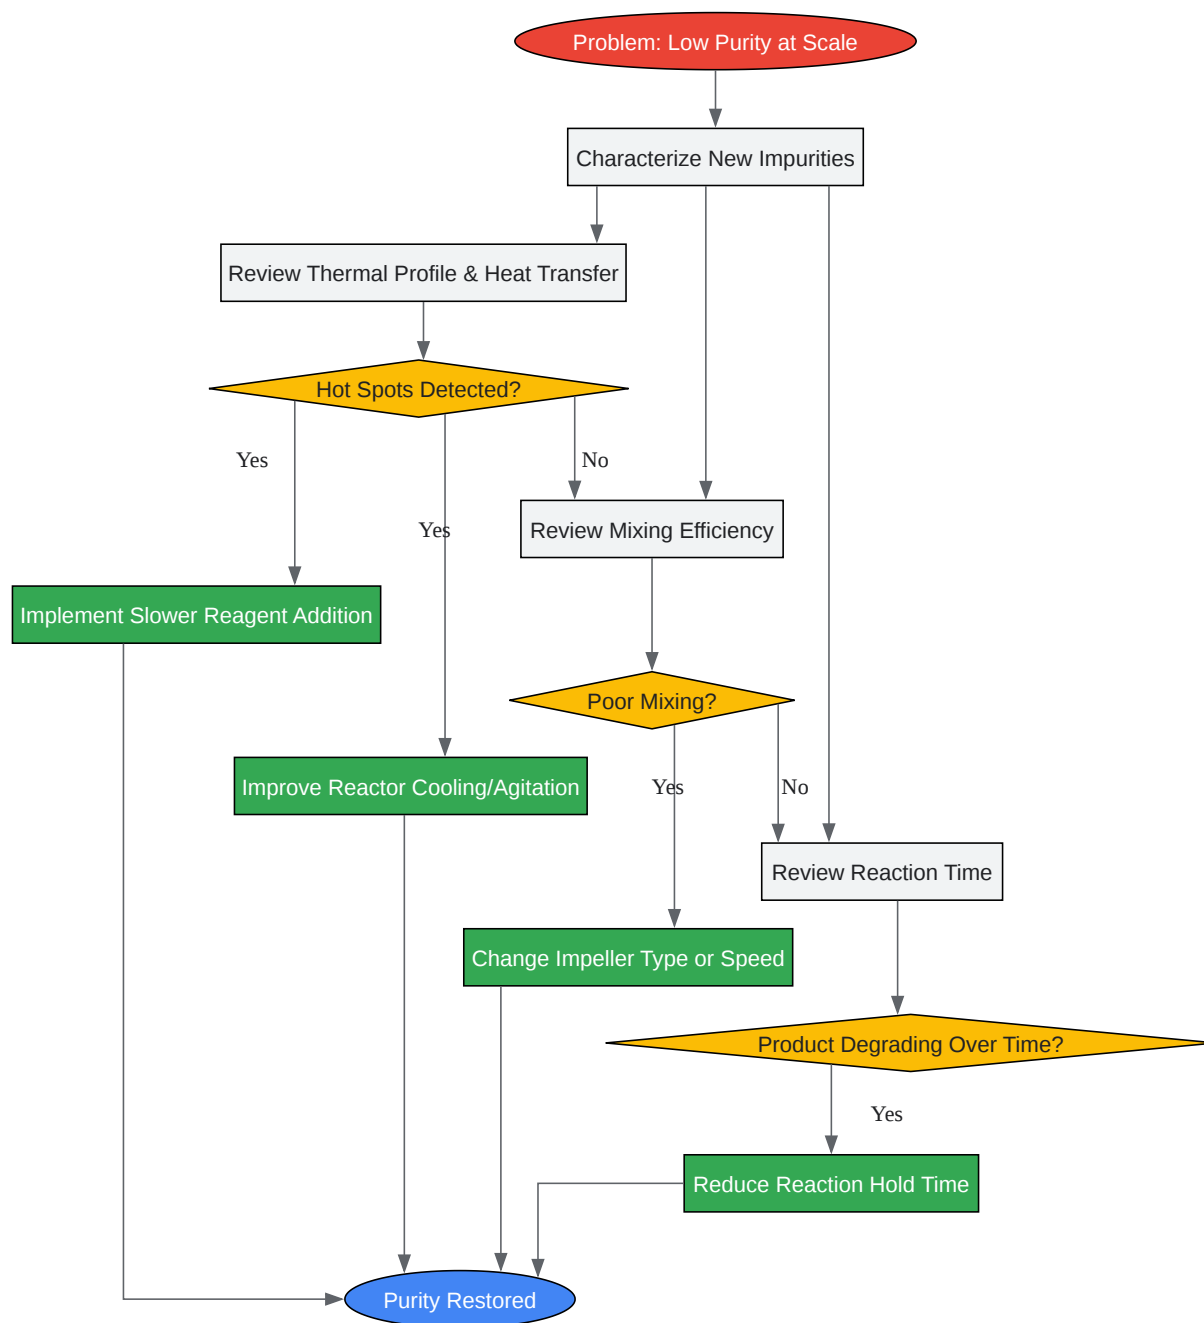 Problem: Low Purity at Scale
Characterize New Impurities
Review Thermal Profile & Heat Transfer
Hot Spots Detected?
Yes
No
Yes
Review Mixing Efficiency
Implement Slower Reagent Addition
Poor Mixing?
Improve Reactor Cooling/Agitation
Yes
No
Review Reaction Time
Change Impeller Type or Speed
Product Degrading Over Time?
Yes
Reduce Reaction Hold Time
Purity Restored